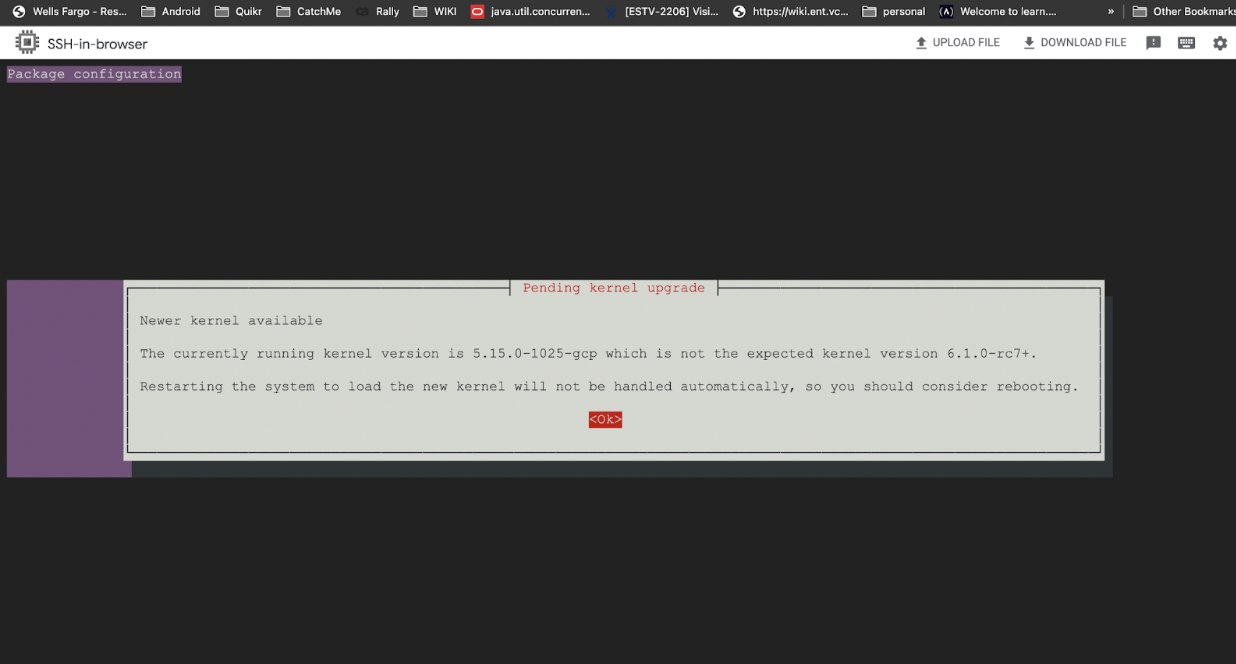 Wells Fargo - Res... Android Quikr CatchMe Rally WIKI java.util.concurren... [ESTV-2206] Visi... https://wiki.ent.vc... personal Welcome to learn.... » Other Bookmarks
SSH-in-browser UPLOAD FILE DOWNLOAD FILE
Package configuration
Pending kernel upgrade
Newer kernel available
The currently running kernel version is 5.15.0-1025-gcp which is not the expected kernel version 6.1.0-rc7+.
Restarting the system to load the new kernel will not be handled automatically, so you should consider rebooting.
<Ok>